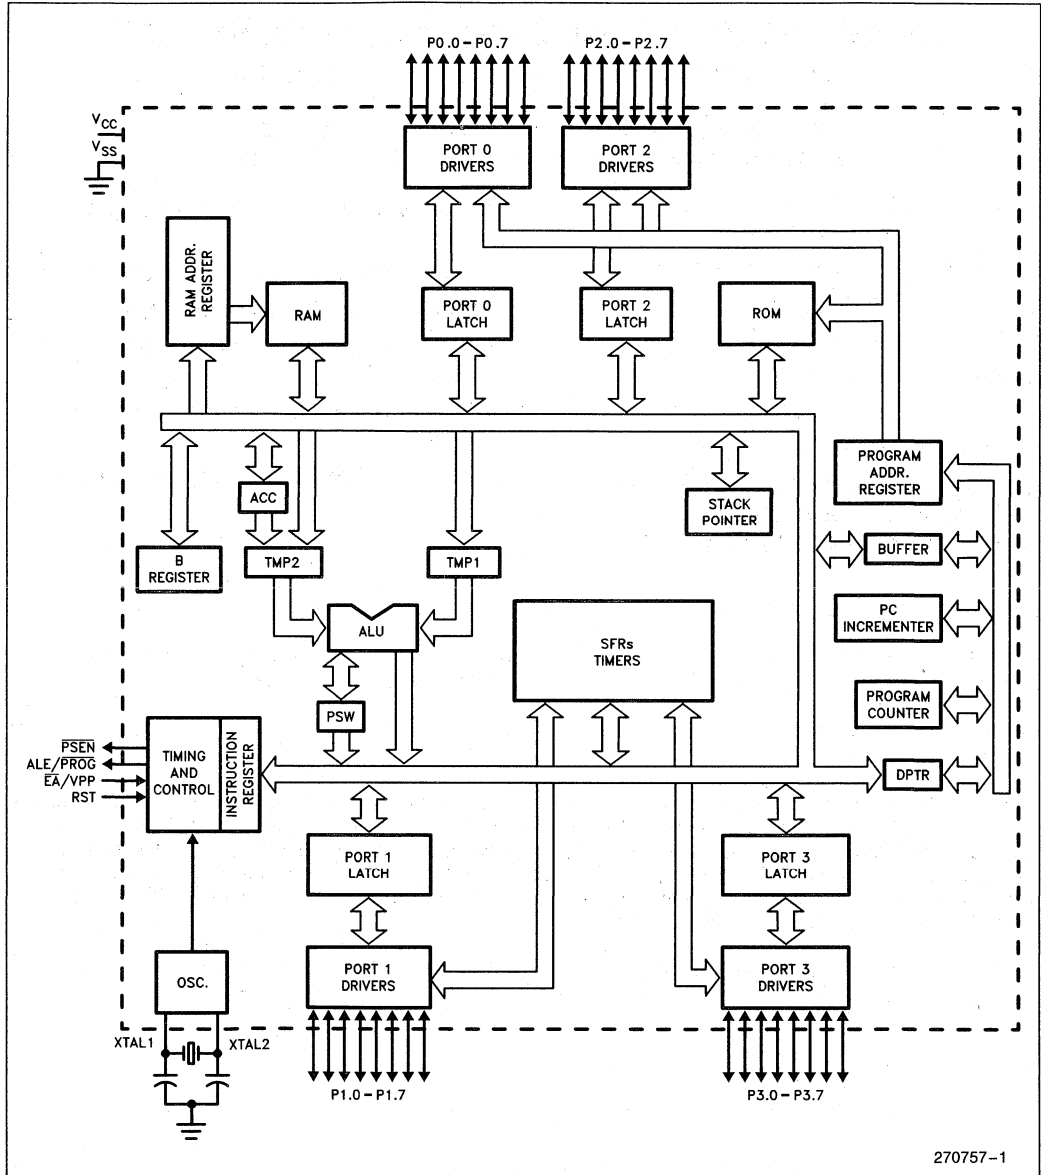 P0.0-P0.7
P2.0-P2.7
VCC
VSS
PORT 0
DRIVERS
PORT 2
DRIVERS
RAM ADDR.
REGISTER
RAM
PORT 0
LATCH
PORT 2
LATCH
ROM
PROGRAM
ADDR.
REGISTER
ACC
STACK
POINTER
B
REGISTER
TMP2
TMP1
BUFFER
ALU
SFRs
TIMERS
PC
INCREMENTER
PSW
PROGRAM
COUNTER
PSEN
ALE/PROG
EA/VPP
RST
TIMING
AND
CONTROL
INSTRUCTION
REGISTER
DPTR
PORT 1
LATCH
PORT 3
LATCH
OSC.
PORT 1
DRIVERS
PORT 3
DRIVERS
XTAL1
XTAL2
P1.0-P1.7
P3.0-P3.7
270757-1